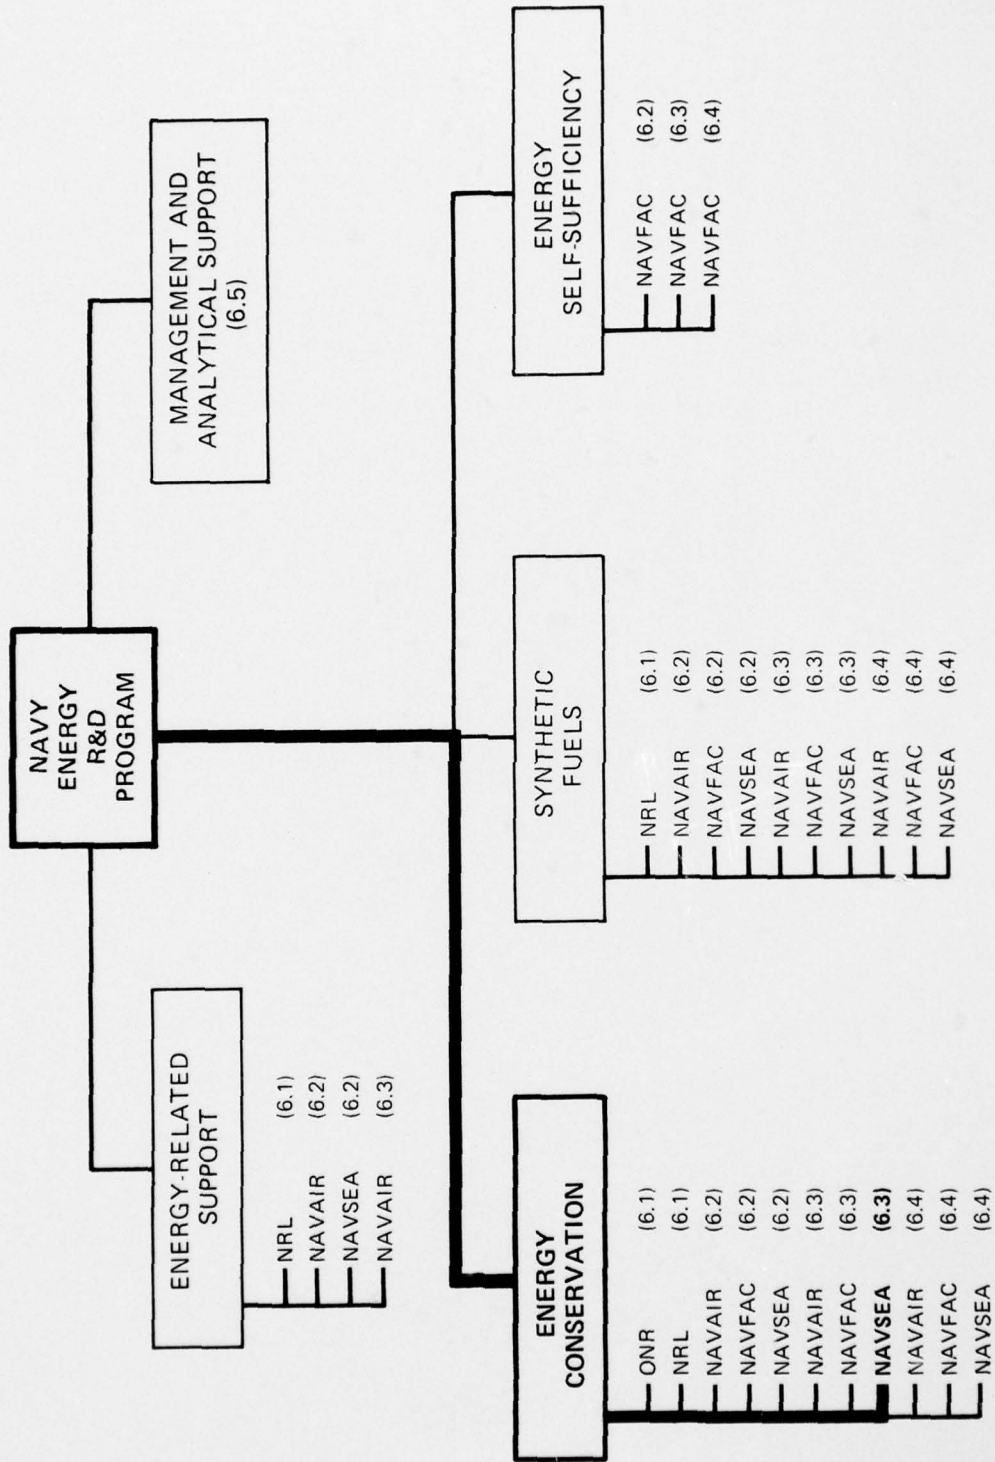 NAVY
ENERGY
R&D
PROGRAM
ENERGY-RELATED
SUPPORT
NRL (6.1)
NAVAIR (6.2)
NAVSEA (6.2)
NAVAIR (6.3)
MANAGEMENT AND
ANALYTICAL SUPPORT
(6.5)
ENERGY
CONSERVATION
ONR (6.1)
NRL (6.1)
NAVAIR (6.2)
NAVFAC (6.2)
NAVSEA (6.2)
NAVAIR (6.3)
NAVFAC (6.3)
NAVSEA (6.3)
NAVAIR (6.4)
NAVFAC (6.4)
NAVSEA (6.4)
SYNTHETIC
FUELS
NRL (6.1)
NAVAIR (6.2)
NAVFAC (6.2)
NAVSEA (6.2)
NAVAIR (6.3)
NAVFAC (6.3)
NAVSEA (6.3)
NAVAIR (6.4)
NAVFAC (6.4)
NAVSEA (6.4)
ENERGY
SELF-SUFFICIENCY
NAVFAC (6.2)
NAVFAC (6.3)
NAVFAC (6.4)